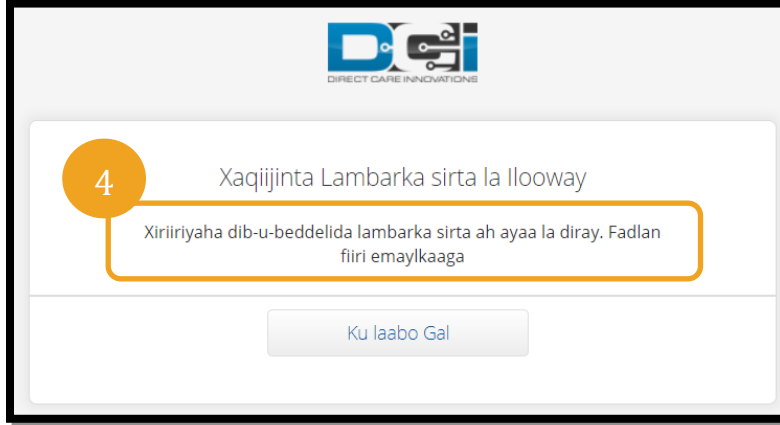 DCi
DIRECT CARE INNOVATIONS
4
Xaqiijinta Lambarka sirta la Ilooway
Xiriiriyaha dib-u-beddelida lambarka sirta ah ayaa la diray. Fadlan
fiiri emaylkaaga
Ku laabo Gal